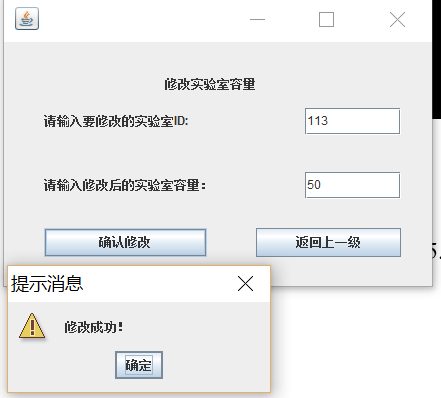 修改实验室容量
请输入要修改的实验室ID:
113
请输入修改后的实验室容量：
50
确认修改
返回上一级
5.
提示消息
修改成功！
确定